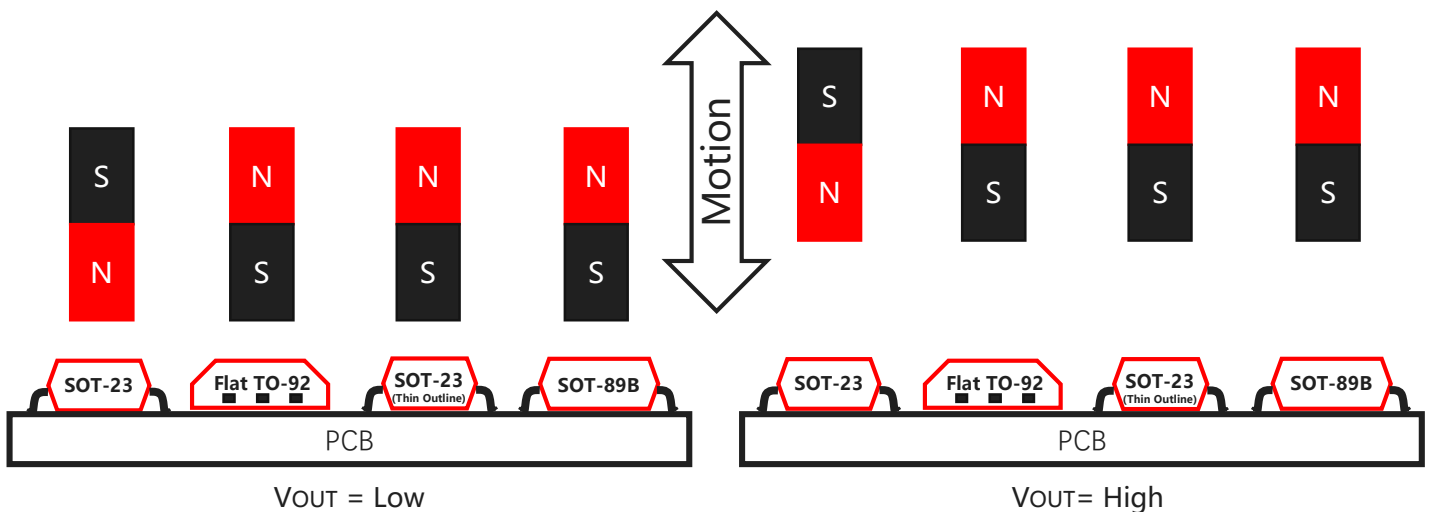 S N N N
N S S S
Motion
S N N N
N S S S
SOT-23 Flat TO-92 SOT-23 (Thin Outline) SOT-89B
PCB
VOUT = Low
SOT-23 Flat TO-92 SOT-23 (Thin Outline) SOT-89B
PCB
VOUT= High